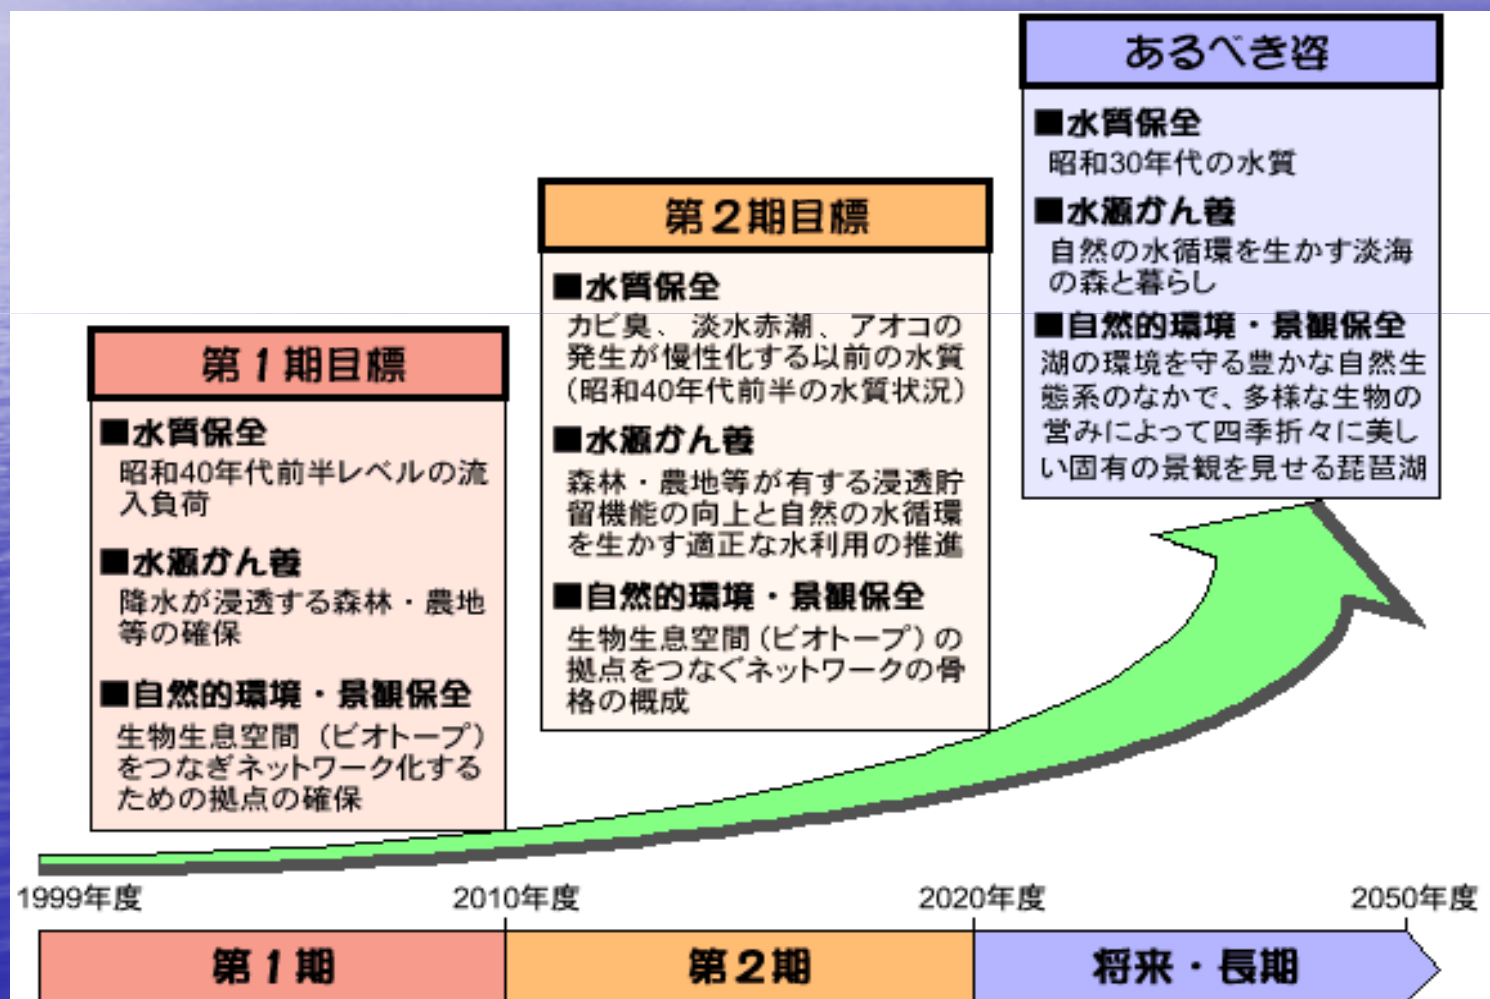 あるべき姿
■水質保全
昭和30年代の水質
■水源かん養
自然の水循環を生かす淡海
の森と暮らし
■自然的環境・景観保全
湖の環境を守る豊かな自然生
態系のなかで、多様な生物の
営みによって四季折々に美し
い固有の景観を見せる琵琶湖
第2期目標
■水質保全
カビ臭、淡水赤潮、アオコの
発生が慢性化する以前の水質
(昭和40年代前半の水質状況)
■水源かん養
森林・農地等が有する浸透貯
留機能の向上と自然の水循環
を生かす適正な水利用の推進
■自然的環境・景観保全
生物生息空間(ビオトープ)の
拠点をつなぐネットワークの骨
格の概成
第1期目標
■水質保全
昭和40年代前半レベルの流
入負荷
■水源かん養
降水が浸透する森林・農地
等の確保
■自然的環境・景観保全
生物生息空間(ビオトープ)
をつなぎネットワーク化する
ための拠点の確保
1999年度 2010年度 2020年度 2050年度
第1期 第2期 将来・長期